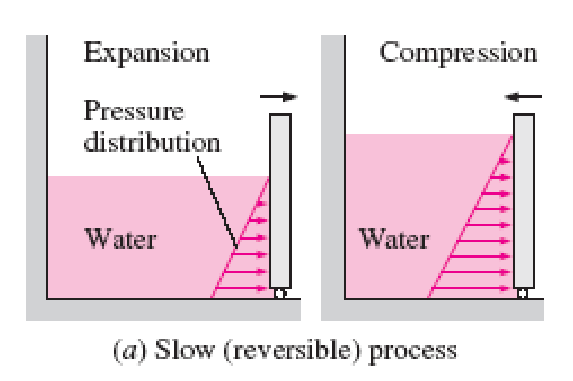 Expansion
Compression
Pressure
distribution
Water
Water
(a) Slow (reversible) process